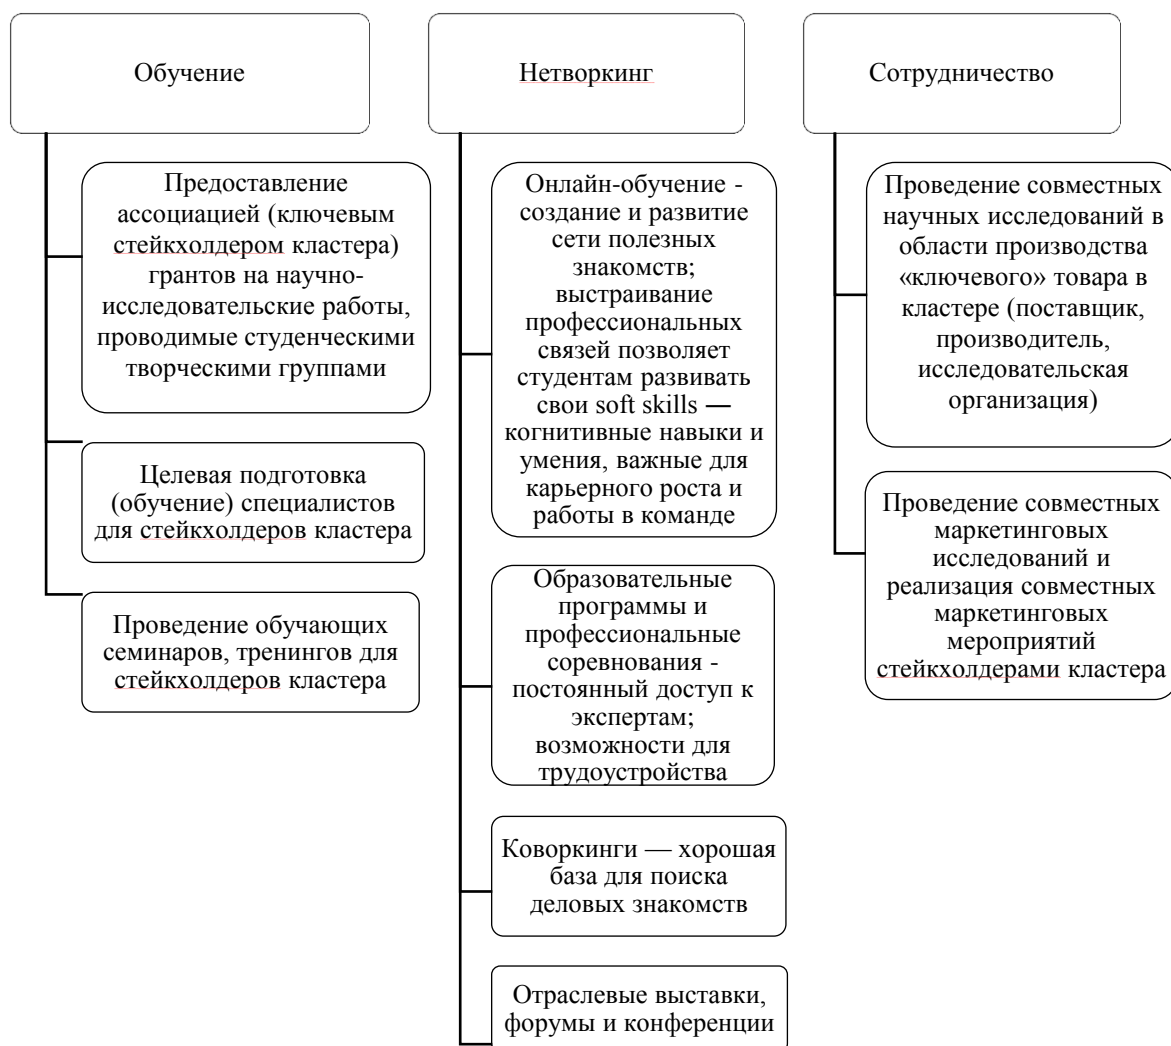 Обучение
Предоставление
ассоциацией (ключевым
стейкхолдером кластера)
грантов на научно-
исследовательские работы,
проводимые студенческими
творческими группами
Целевая подготовка
(обучение) специалистов
для стейкхолдеров кластера
Проведение обучающих
семинаров, тренингов для
стейкхолдеров кластера
Нетворкинг
Онлайн-обучение -
создание и развитие
сети полезных
знакомств;
выстраивание
профессиональных
связей позволяет
студентам развивать
свои soft skills —
когнитивные навыки и
умения, важные для
карьерного роста и
работы в команде
Образовательные
программы и
профессиональные
соревнования -
постоянный доступ к
экспертам;
возможности для
трудоустройства
Коворкинги — хорошая
база для поиска
деловых знакомств
Отраслевые выставки,
форумы и конференции
Сотрудничество
Проведение совместных
научных исследований в
области производства
«ключевого» товара в
кластере (поставщик,
производитель,
исследовательская
организация)
Проведение совместных
маркетинговых
исследований и
реализация совместных
маркетинговых
мероприятий
стейкхолдерами кластера